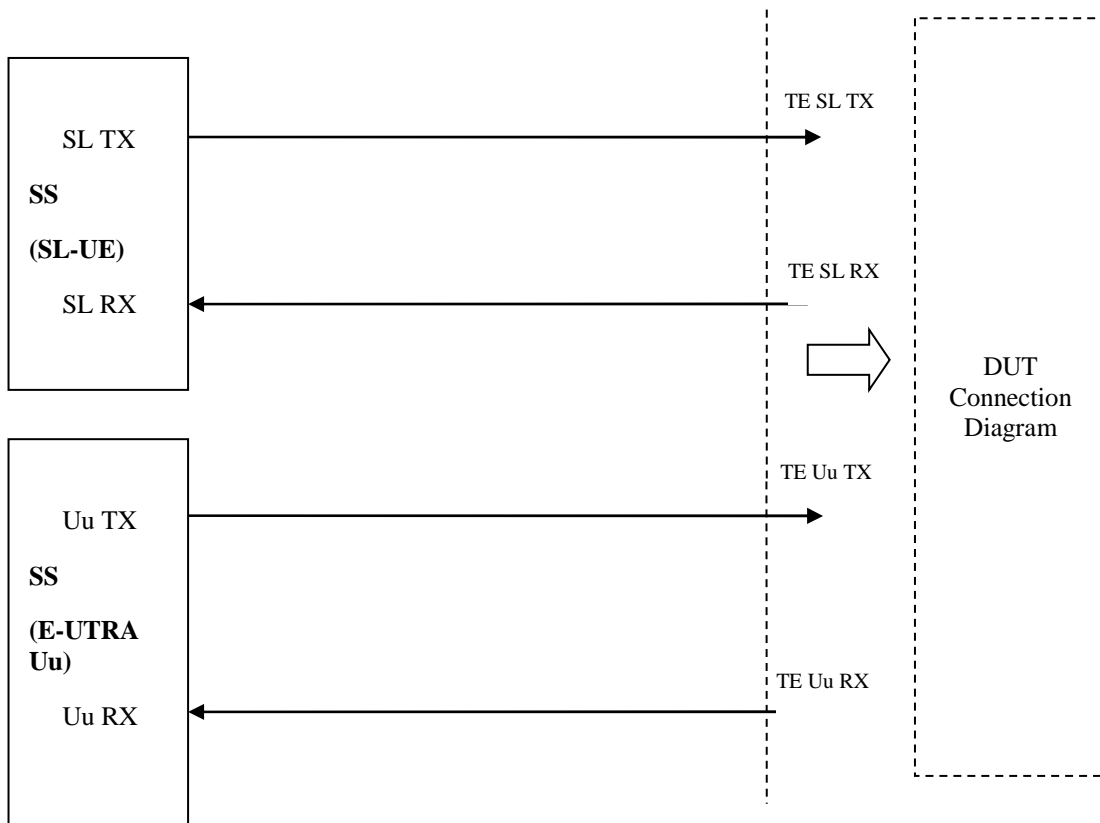 TE SL TX
SL TX
SS
(SL-UE)
TE SL RX
SL RX
DUT
Connection
Diagram
TE Uu TX
Uu TX
SS
(E-UTRA
Uu)
TE Uu RX
Uu RX